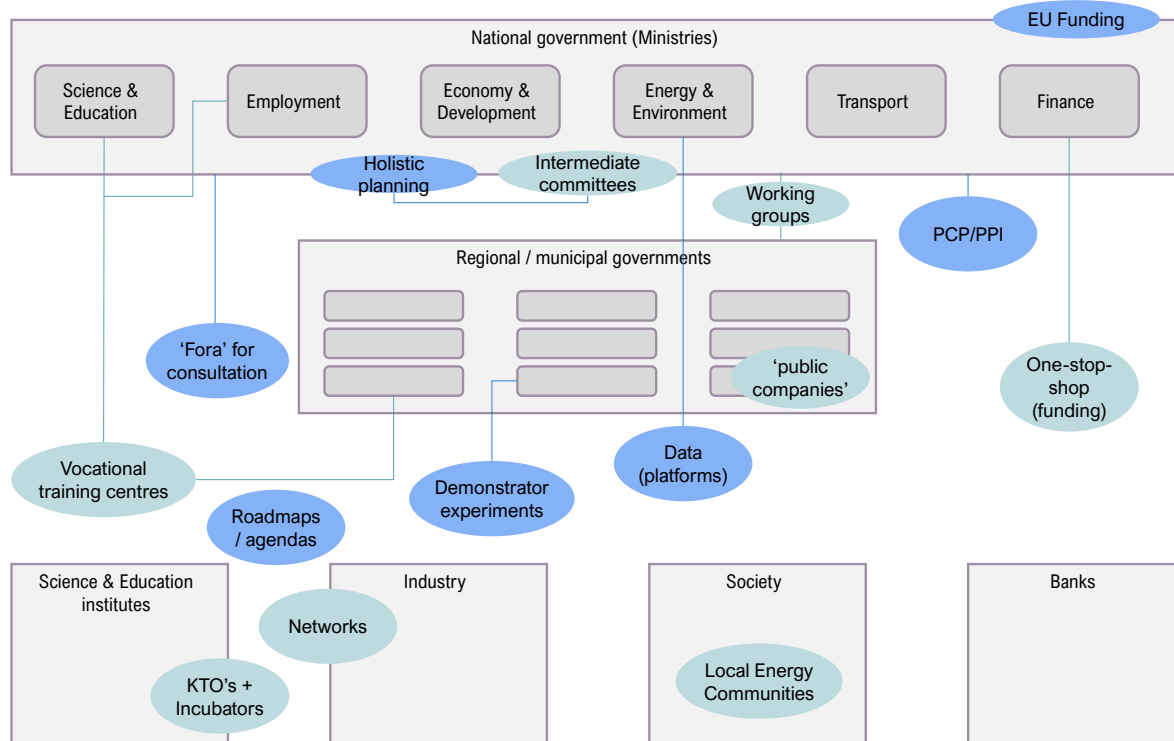 EU Funding
National government (Ministries)
Science &
Education
Employment
Economy &
Development
Energy &
Environment
Transport
Finance
Holistic
planning
Intermediate
committees
Working
groups
PCP/PPI
Regional / municipal governments
‘Fora’ for
consultation
‘public
companies’
One-stop-
shop
(funding)
Vocational
training centres
Demonstrator
experiments
Data
(platforms)
Roadmaps
/ agendas
Science & Education
institutes
Industry
Society
Banks
Networks
KTO's +
Incubators
Local Energy
Communities